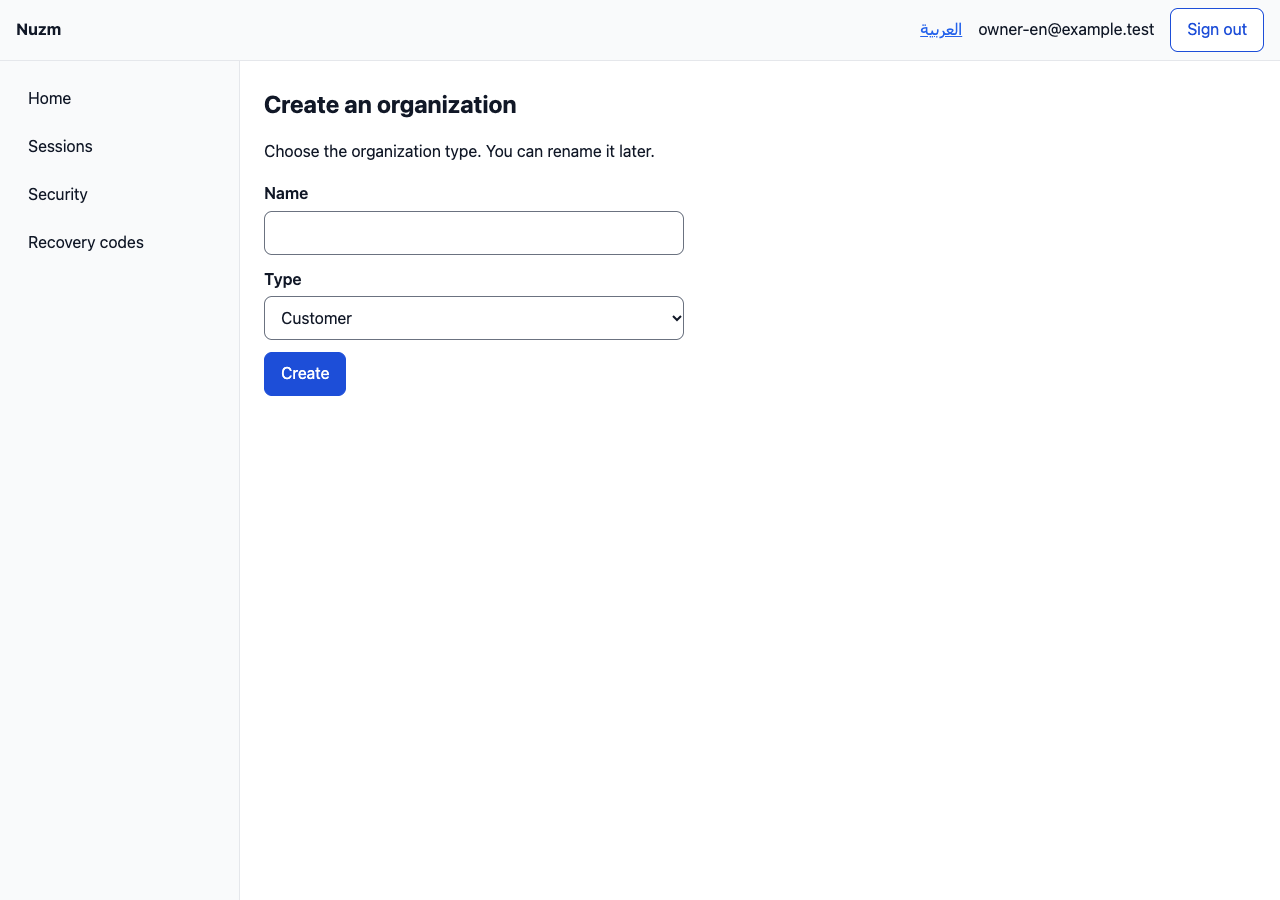 Nuzm
العربية
owner-en@example.test
Sign out
Home
Sessions
Security
Recovery codes
Create an organization
Choose the organization type. You can rename it later.
Name
Type
Customer
Create